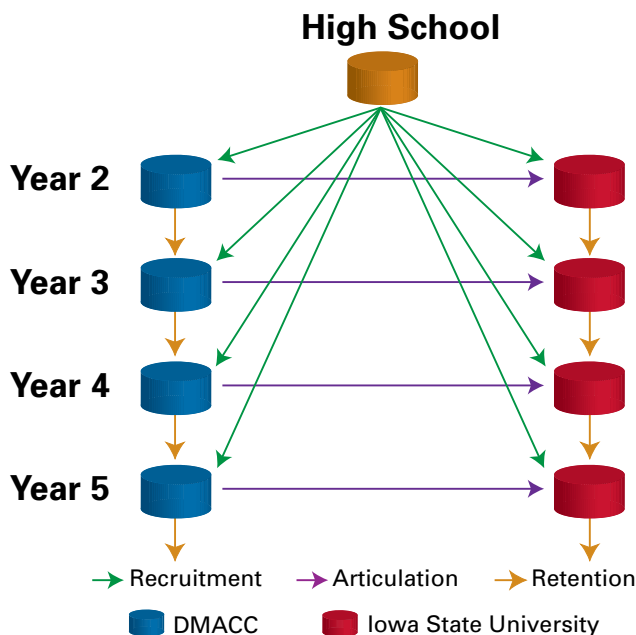 High School
Year 2
Year 3
Year 4
Year 5
Recruitment Articulation Retention
DMACC Iowa State University